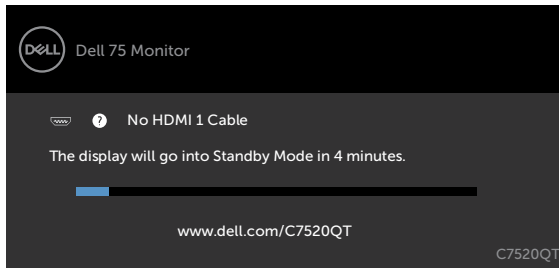 DELL
Dell 75 Monitor
? No HDMI 1 Cable
The display will go into Standby Mode in 4 minutes.
www.dell.com/C7520QT
C7520QT